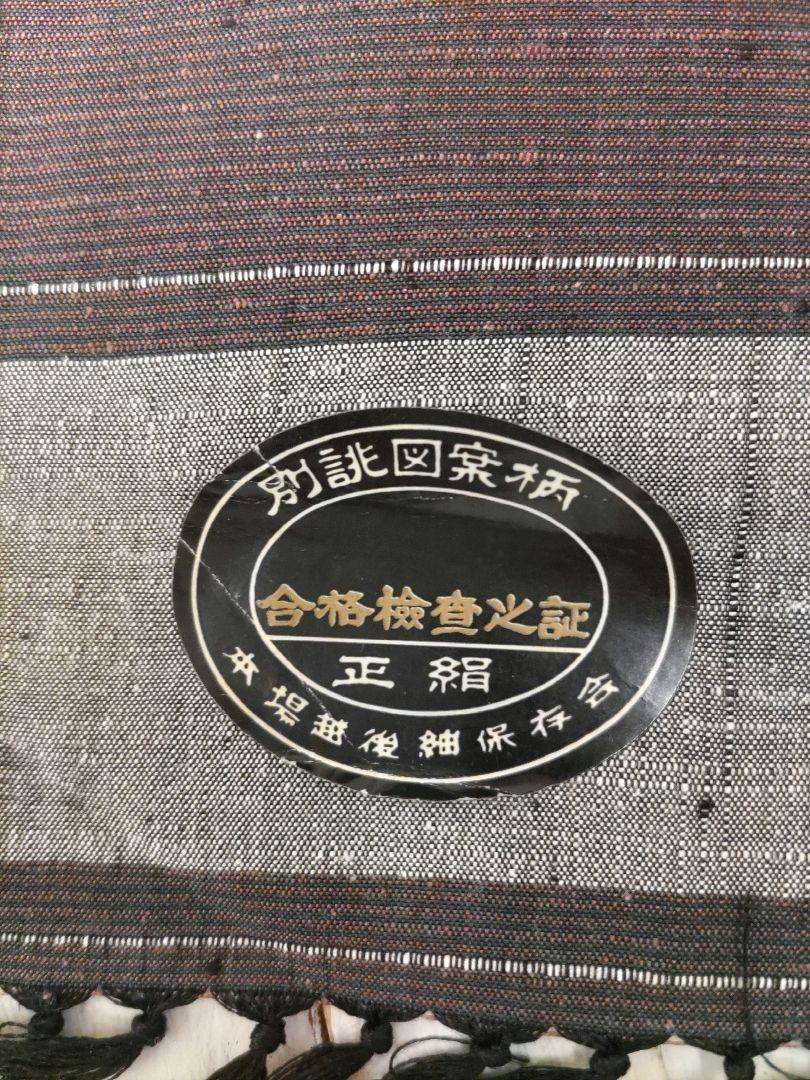 別誂図案柄
合格檢査之証
正絹
本場越後紬保存会